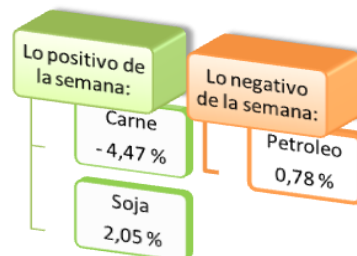 Lo positivo de
la semana:
Carne
- 4,47 %
Soja
2,05 %
Lo negativo
de la semana:
Petroleo
0,78 %